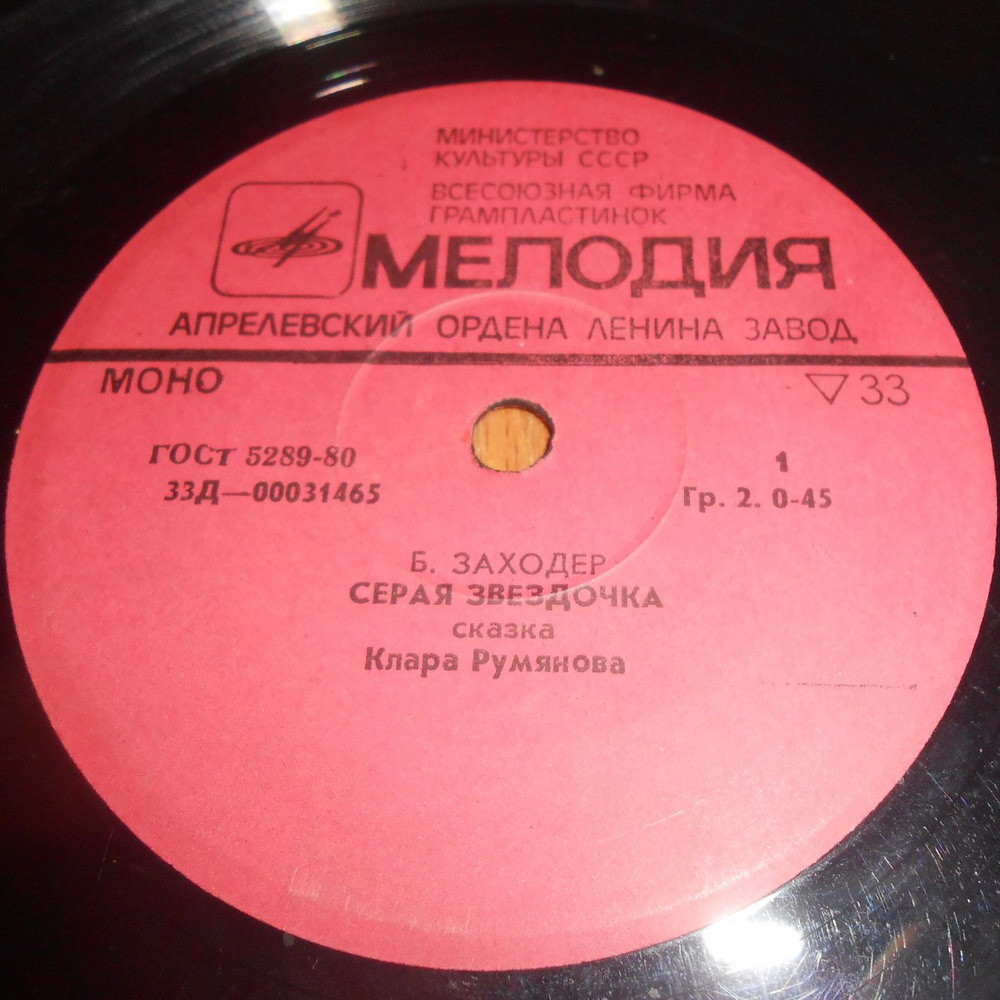 МИНИСТЕРСТВО
КУЛЬТУРЫ СССР
ВСЕСОЮЗНАЯ ФИРМА
ГРАМПЛАСТИНОК
МЕЛОДИЯ
АПРЕЛЕВСКИЙ ОРДЕНА ЛЕНИНА ЗАВОД
МОНО
▽ 33
ГОСТ 5289-80
33Д—00031465
1
Гр. 2. 0-45
Б. ЗАХОДЕР
СЕРАЯ ЗВЕЗДОЧКА
сказка
Клара Румянова